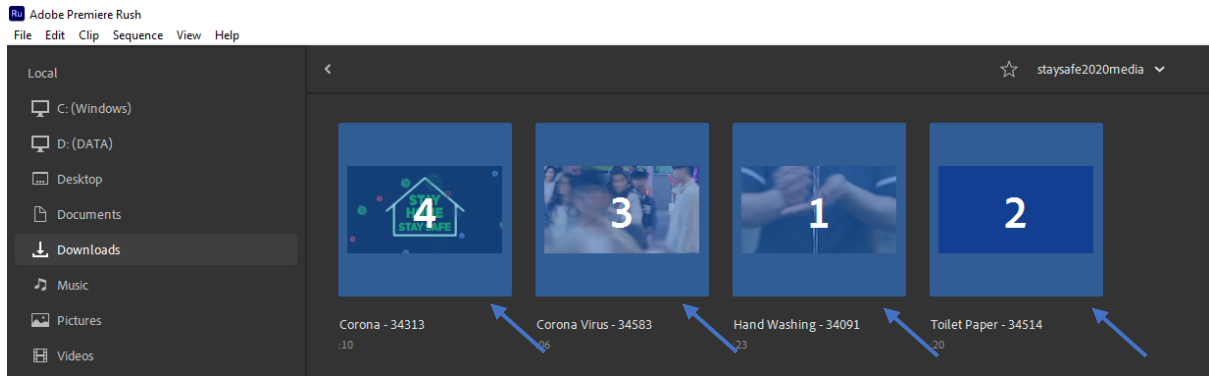 Ru Adobe Premiere Rush
File Edit Clip Sequence View Help
Local
staysafe2020media
C: (Windows)
D: (DATA)
Desktop
Documents
Downloads
Music
Pictures
Videos
STAY
HOME
STAY SAFE
4
3
1
2
Corona - 34313
Corona Virus - 34583
Hand Washing - 34091
Toilet Paper - 34514
:10
:06
:23
:20